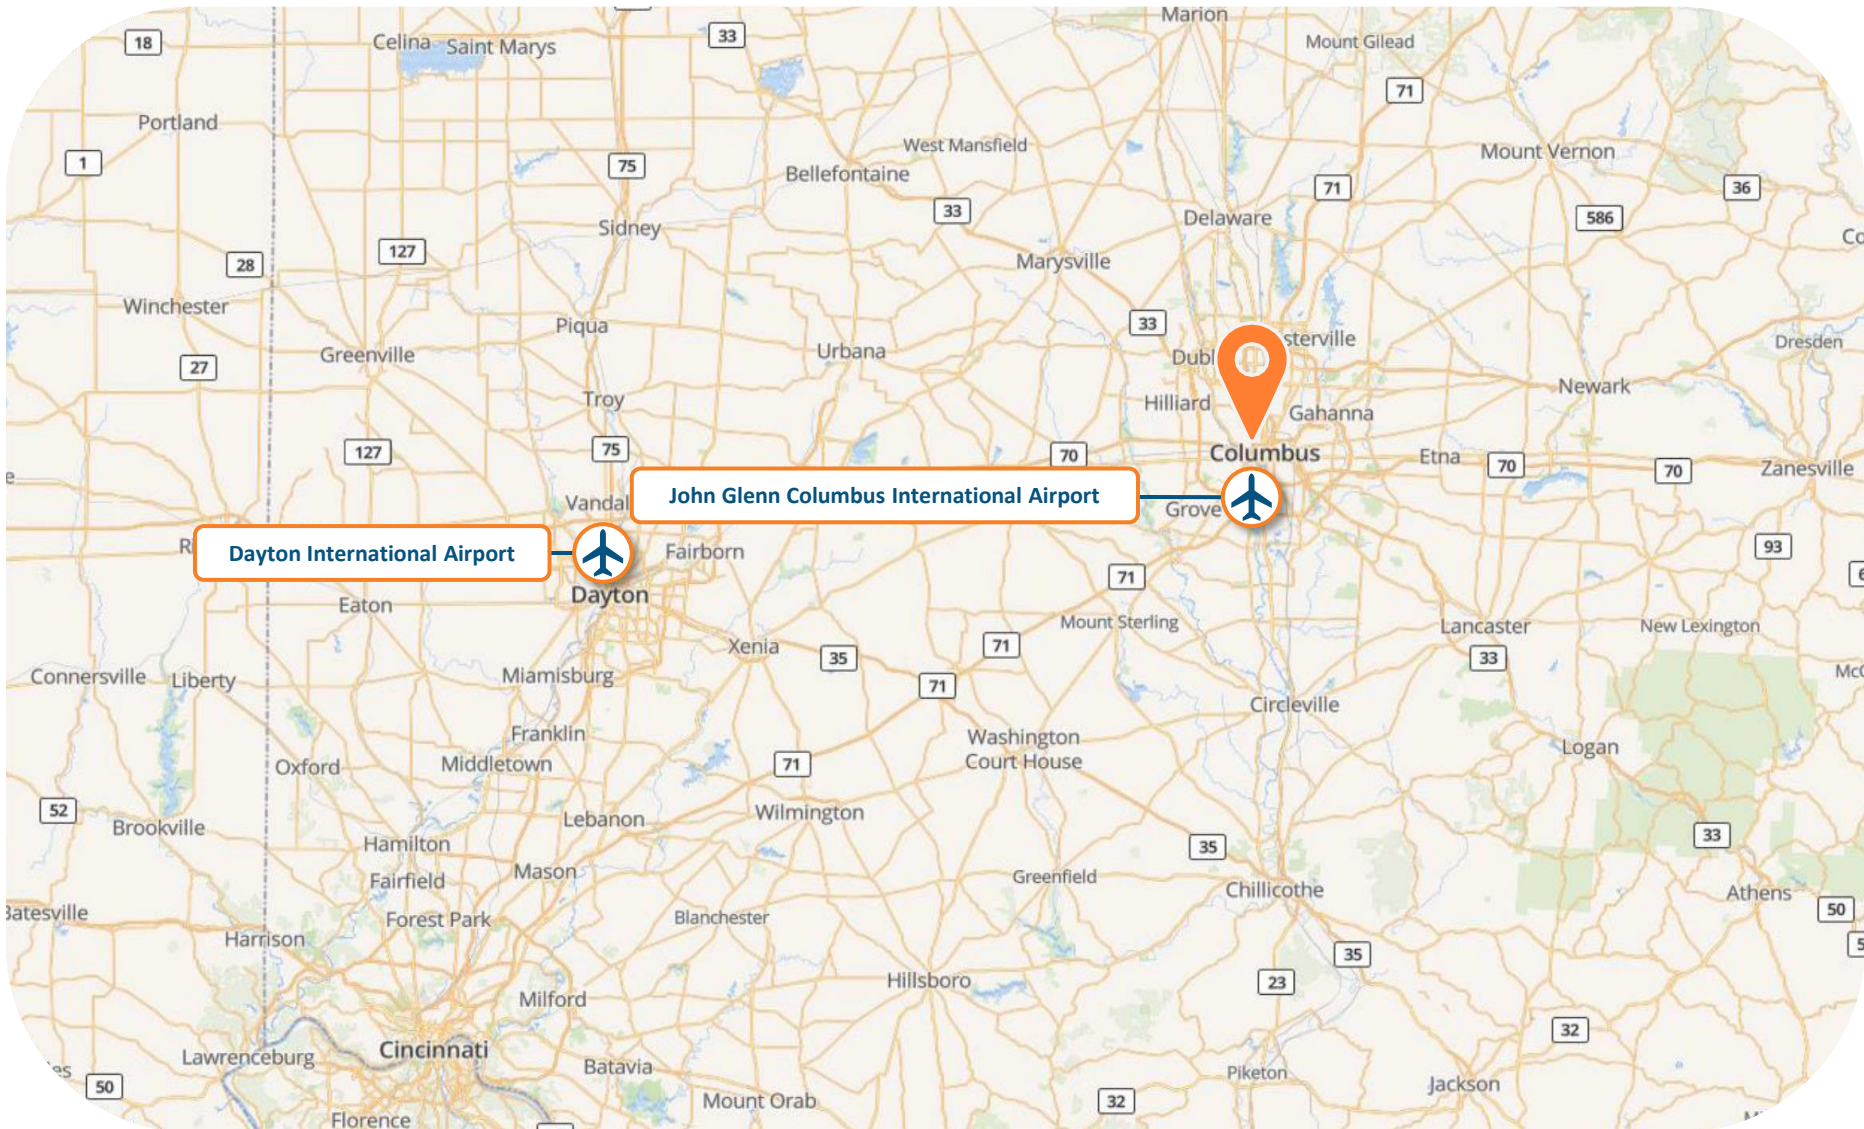 Marion
18
33
Celina
Saint Marys
Mount Gilead
71
Portland
West Mansfield
Mount Vernon
1
75
Bellefontaine
71
36
33
586
Delaware
Sidney
127
Marysville
28
Winchester
33
Piqua
sterville
Dresden
Greenville
Urbana
Dubl
27
Newark
Troy
Hilliard
Gahanna
127
75
70
Columbus
Etna
70
70
Zanesville
John Glenn Columbus International Airport
Vandal
Grove
Dayton International Airport
Fairborn
93
71
Dayton
Eaton
Mount Sterling
Lancaster
New Lexington
Xenia
71
35
33
Connersville
Liberty
Miamisburg
71
Circleville
Franklin
Washington
Court House
Logan
Oxford
Middletown
71
52
Brookville
Lebanon
Wilmington
33
Hamilton
35
Mason
Greenfield
Fairfield
Chillicothe
Athens
Batesville
Forest Park
Blanchester
50
Harrison
35
Hillsboro
23
Milford
32
Lawrenceburg
Cincinnati
Batavia
Piketon
50
Jackson
Mount Orab
32
Florence